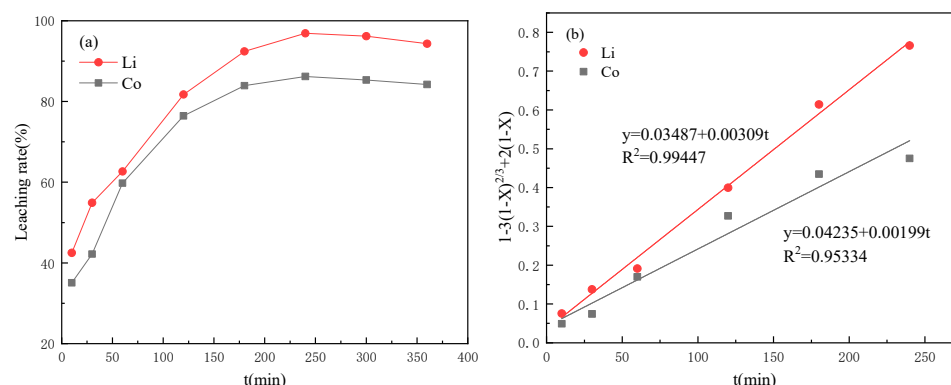 (a)
Li
Co
Leaching rate(%)
100
80
60
40
20
0
50
100
150
200
250
300
350
400
t(min)
(b)
Li
Co
1-3(1-X)^{2/3}+2(1-X)
0.8
0.7
0.6
0.5
0.4
0.3
0.2
0.1
0.0
y=0.03487+0.00309t
R²=0.99447
y=0.04235+0.00199t
R²=0.95334
0
50
100
150
200
250
t(min)